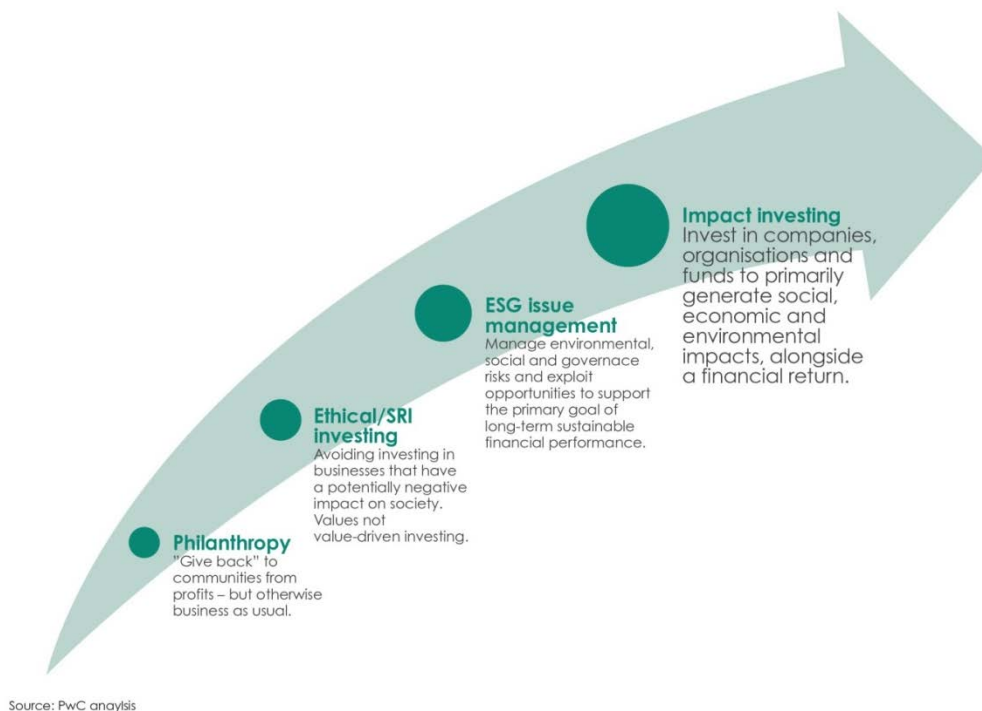 Impact investing
Invest in companies,
organisations and
funds to primarily
generate social,
economic and
environmental
impacts, alongside
a financial return.
ESG issue
management
Manage environmental,
social and governace
risks and exploit
opportunities to support
the primary goal of
long-term sustainable
financial performance.
Ethical/SRI
investing
Avoiding investing in
businesses that have
a potentially negative
impact on society.
Values not
value-driven investing.
Philanthropy
"Give back" to
communities from
profits – but otherwise
business as usual.
Source: PwC anaylsis